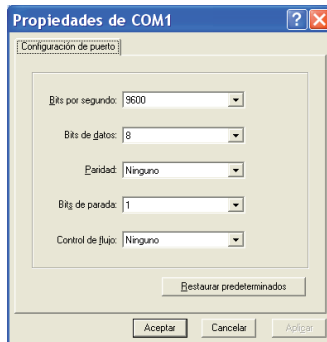 Propiedades de COM1
Configuración de puerto
Bits por segundo: 9600
Bits de datos: 8
Paridad: Ninguno
Bits de parada: 1
Control de flujo: Ninguno
Restaurar predeterminados
Aceptar Cancelar Aplicar